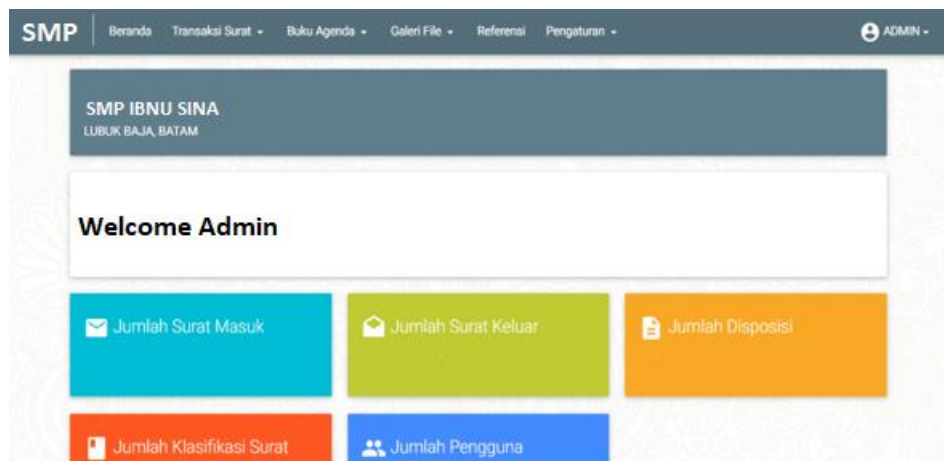 SMP Beranda Transaksi Surat Buku Agenda Galeri File Referensi Pengaturan ADMIN
SMP IBNU SINA
LUBUK BAJA, BATAM
Welcome Admin
Jumlah Surat Masuk Jumlah Surat Keluar Jumlah Disposisi
Jumlah Klasifikasi Surat Jumlah Pengguna